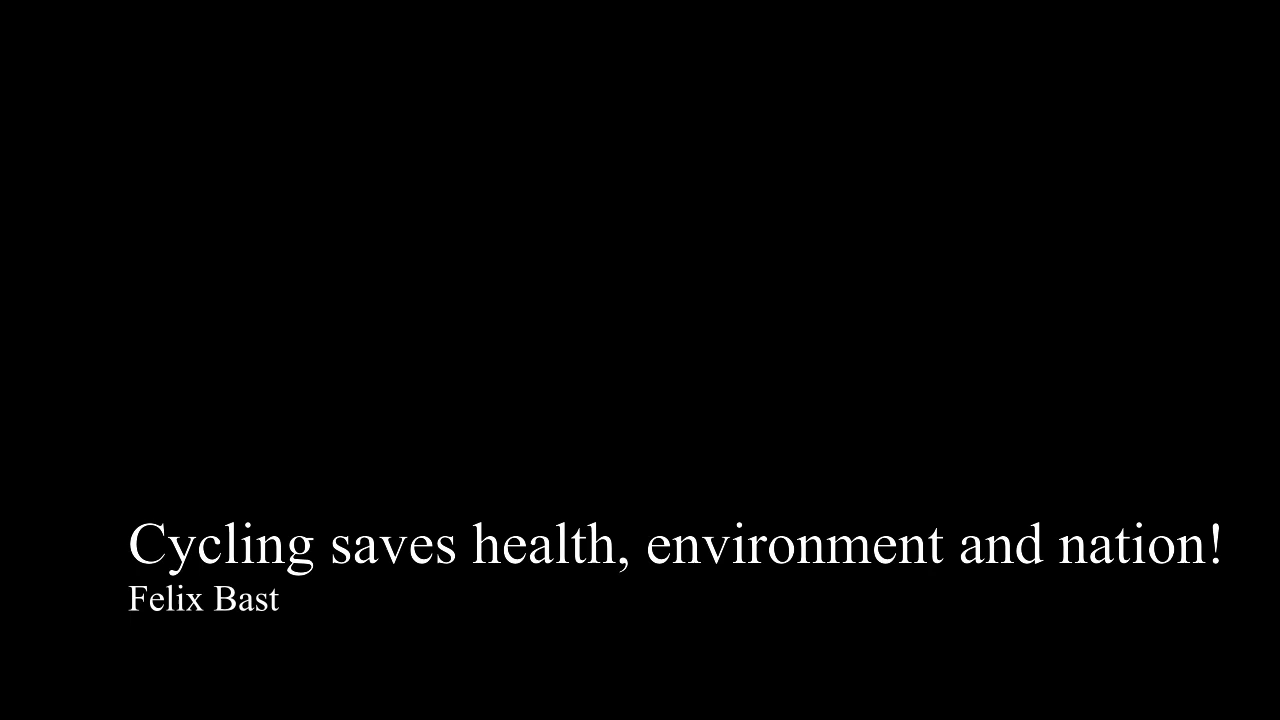 Cycling saves health, environment and nation!
Felix Bast